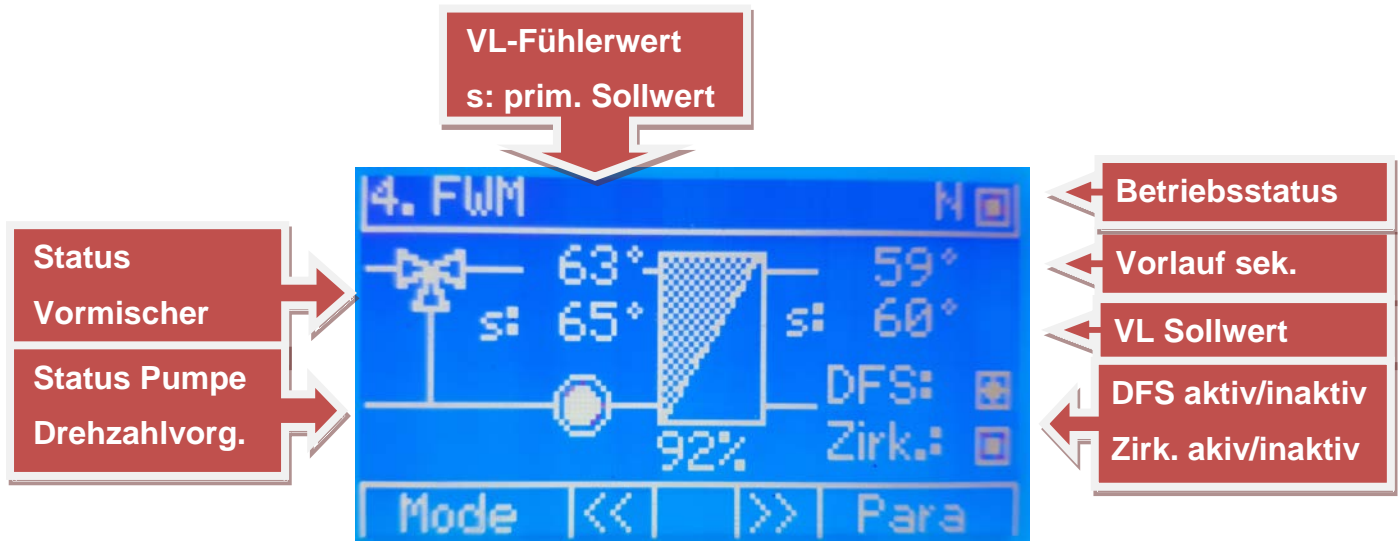 VL-Fühlerwert
s: prim. Sollwert
Status
Vormischer
Status Pumpe
Drehzahlvorg.
4. FWM N
63° 59°
s: 65° s: 60°
DFS:
92% Zirk.:
Mode << >> Para
Betriebsstatus
Vorlauf sek.
VL Sollwert
DFS aktiv/inaktiv
Zirk. akiv/inaktiv